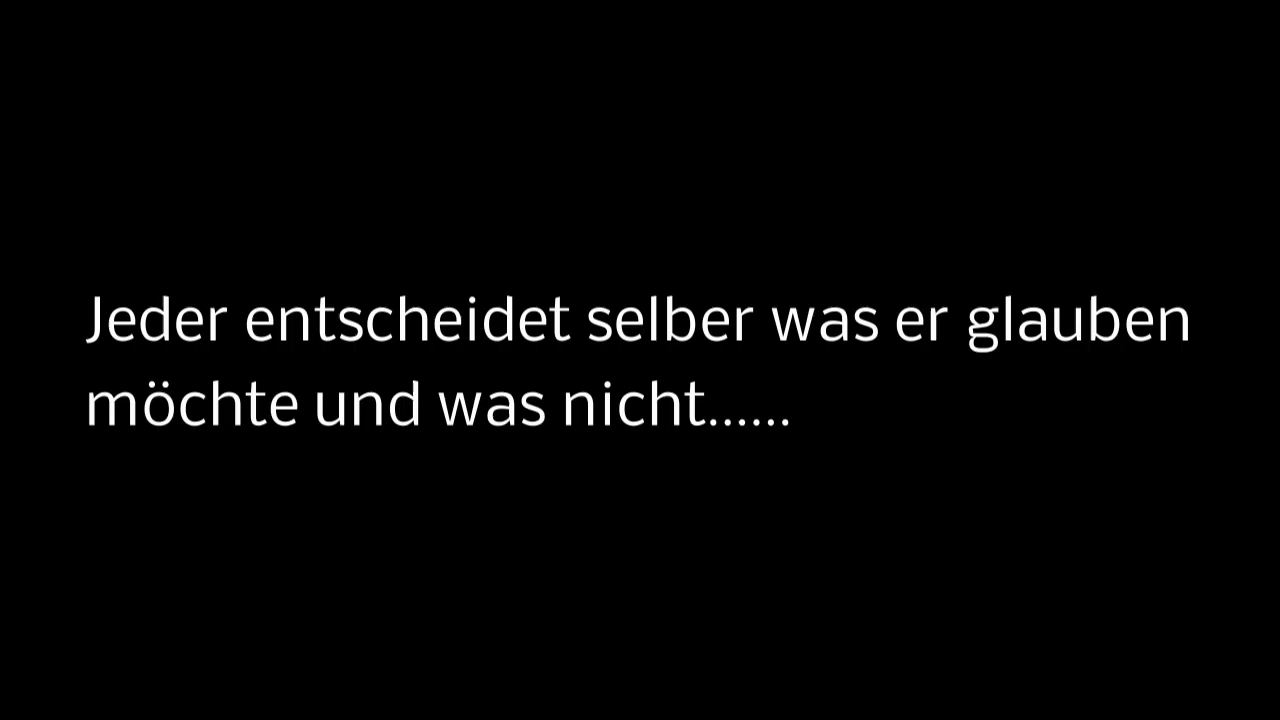 Jeder entscheidet selber was er glauben
möchte und was nicht......